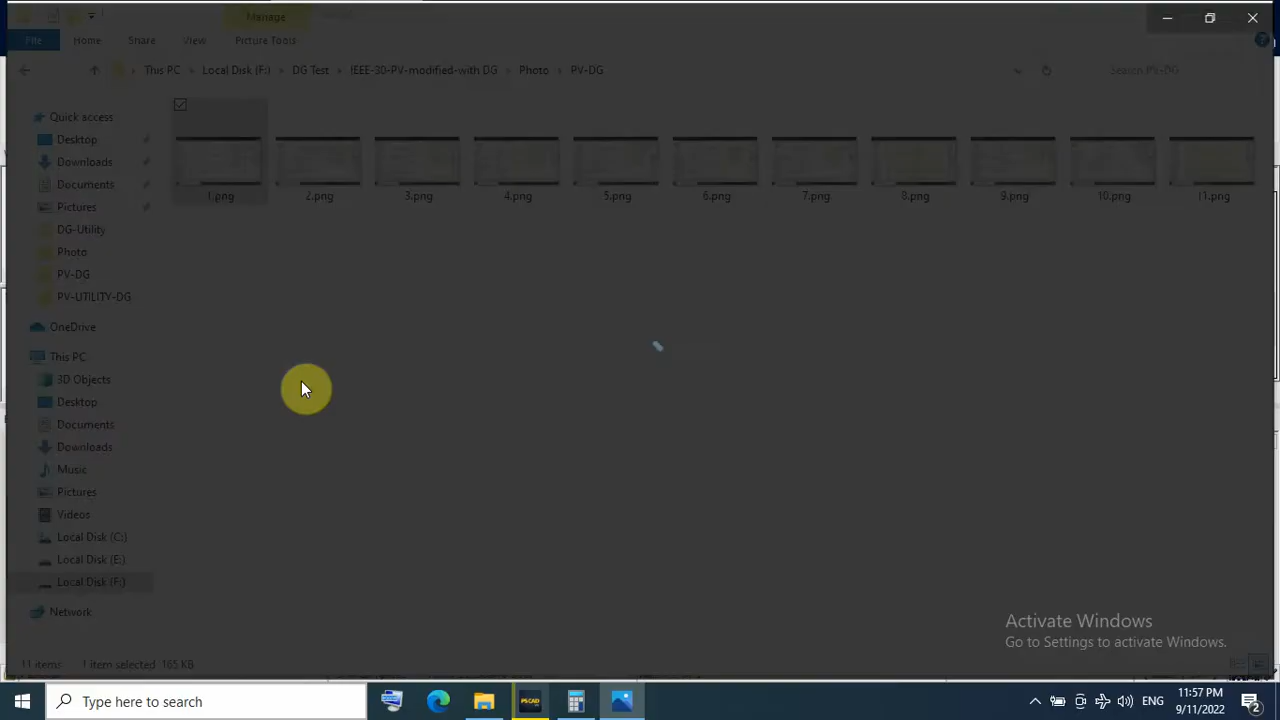 Manage
File
Home
Share
View
Picture Tools
This PC
Local Disk (F:)
DG Test
IEEE-30-PV-modified-with DG
Photo
PV-DG
Search PV-DG
Quick access
Desktop
Downloads
Documents
Pictures
DG-Utility
Photo
PV-DG
PV-UTILITY-DG
OneDrive
This PC
3D Objects
Desktop
Documents
Downloads
Music
Pictures
Videos
Local Disk (C:)
Local Disk (E:)
Local Disk (F:)
Network
1.png
2.png
3.png
4.png
5.png
6.png
7.png
8.png
9.png
10.png
11.png
Activate Windows
Go to Settings to activate Windows.
11 items
1 item selected 165 KB
Type here to search
PSCAD
ENG
11:57 PM
9/11/2022
2